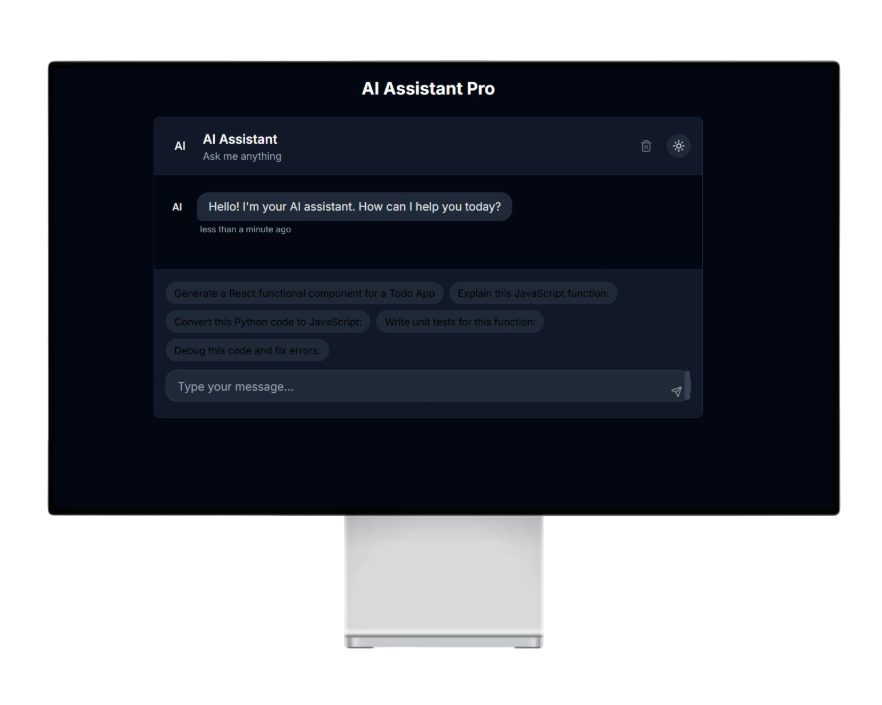 AI Assistant Pro
AI
AI Assistant
Ask me anything
AI
Hello! I'm your AI assistant. How can I help you today?
less than a minute ago
Generate a React functional component for a Todo App
Explain this JavaScript function:
Convert this Python code to JavaScript:
Write unit tests for this function:
Debug this code and fix errors:
Type your message...